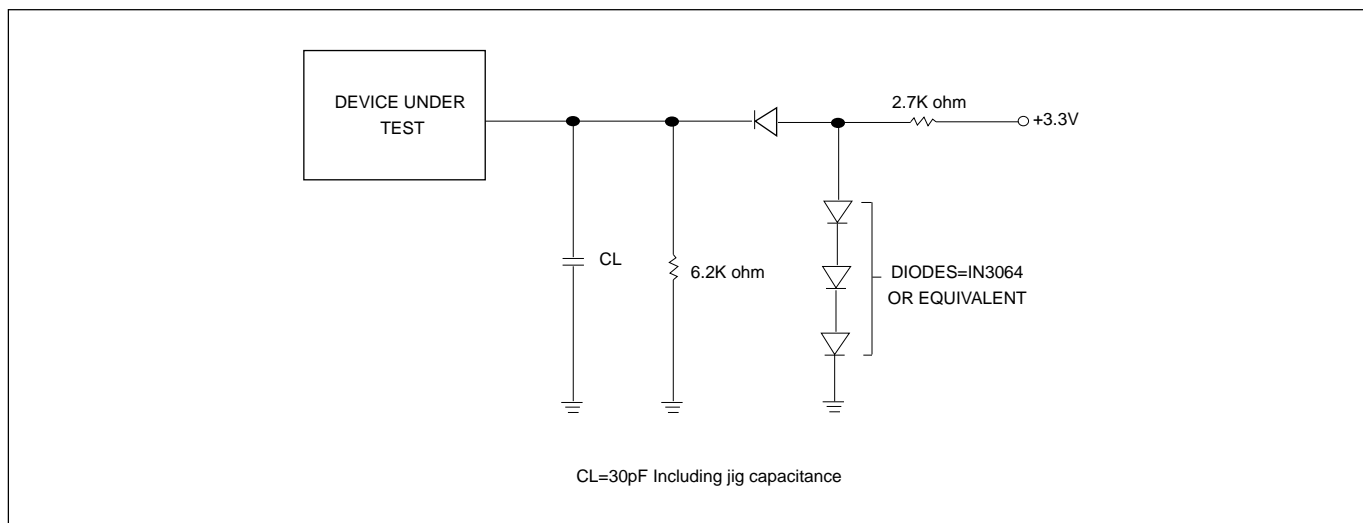 DEVICE UNDER
TEST
2.7K ohm
+3.3V
CL
6.2K ohm
DIODES=IN3064
OR EQUIVALENT
CL=30pF Including jig capacitance